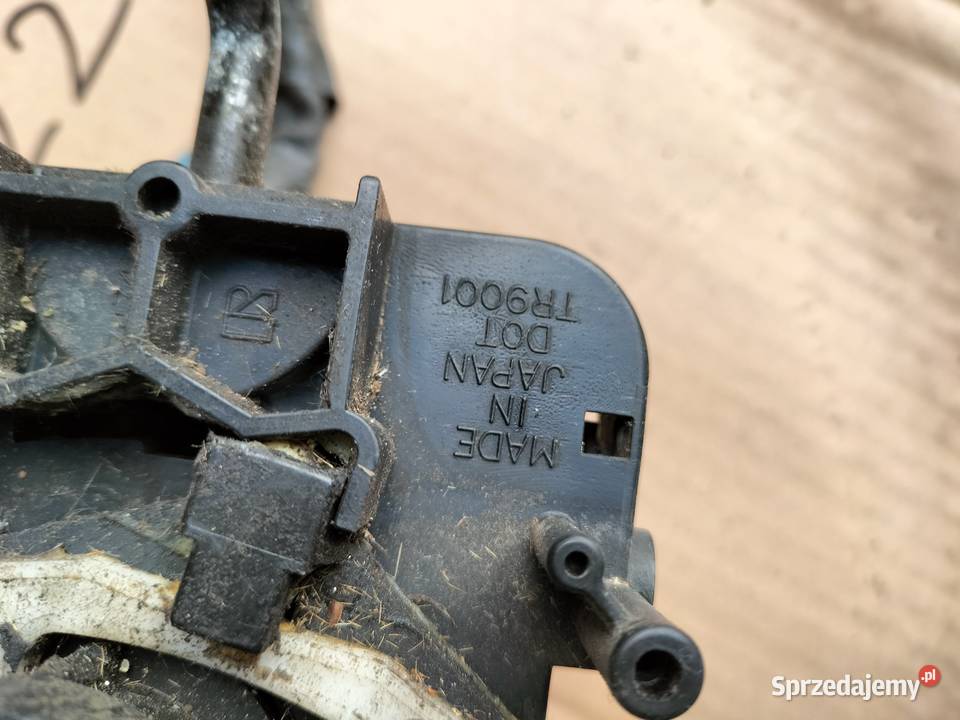 MADE
IN
JAPAN
DOT
TR9001
Sprzedajemy.pl